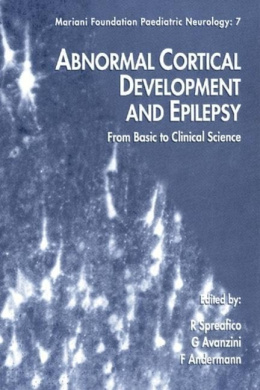 Mariani Foundation Paediatric Neurology: 7
ABNORMAL CORTICAL
DEVELOPMENT
AND EPILEPSY
From Basic to Clinical Science
Edited by:
R Spreafico
G Avanzini
F Andermann